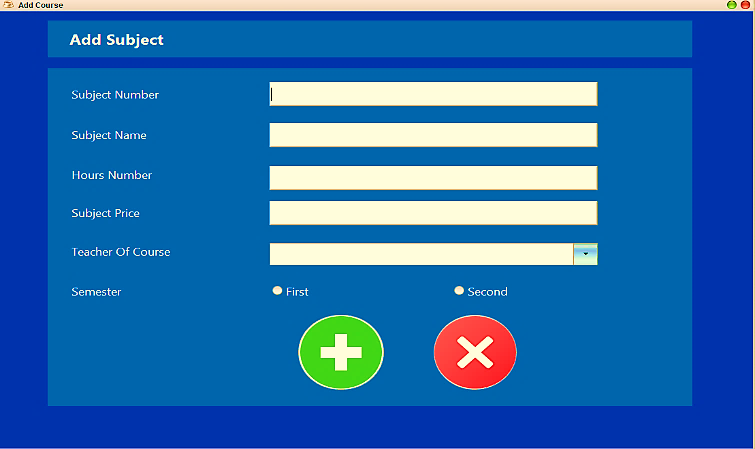 Add Course
Add Subject
Subject Number
Subject Name
Hours Number
Subject Price
Teacher Of Course
Semester First Second